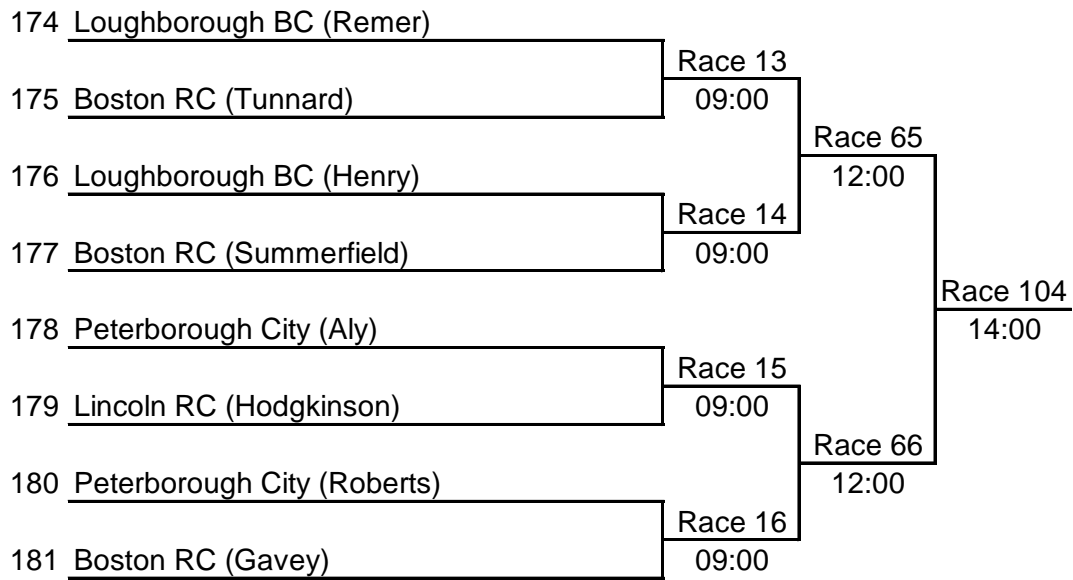 174 Loughborough BC (Remer)
Race 13
175 Boston RC (Tunnard)
09:00
Race 65
176 Loughborough BC (Henry)
12:00
Race 14
177 Boston RC (Summerfield)
09:00
Race 104
178 Peterborough City (Aly)
14:00
Race 15
179 Lincoln RC (Hodgkinson)
09:00
Race 66
180 Peterborough City (Roberts)
12:00
Race 16
181 Boston RC (Gavey)
09:00